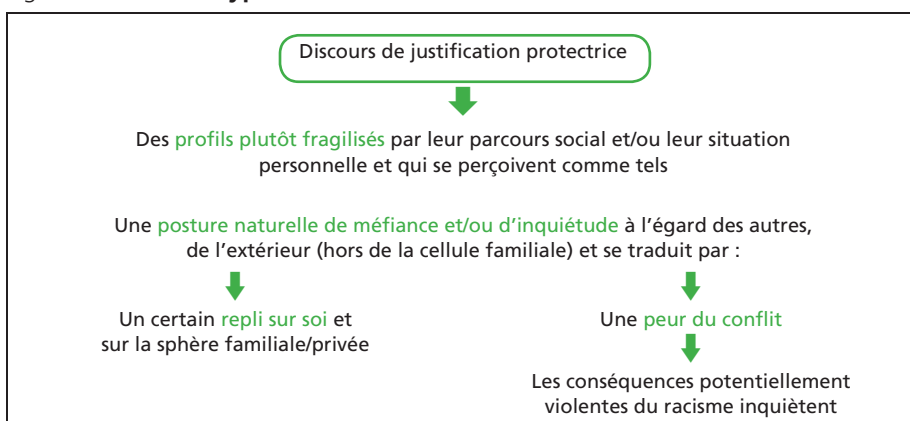 Discours de justification protectrice
Des profils plutôt fragilisés par leur parcours social et/ou leur situation
personnelle et qui se perçoivent comme tels
Une posture naturelle de méfiance et/ou d’inquiétude à l’égard des autres,
de l’extérieur (hors de la cellule familiale) et se traduit par :
Un certain repli sur soi et
sur la sphère familiale/privée
Une peur du conflit
Les conséquences potentiellement
violentes du racisme inquiètent